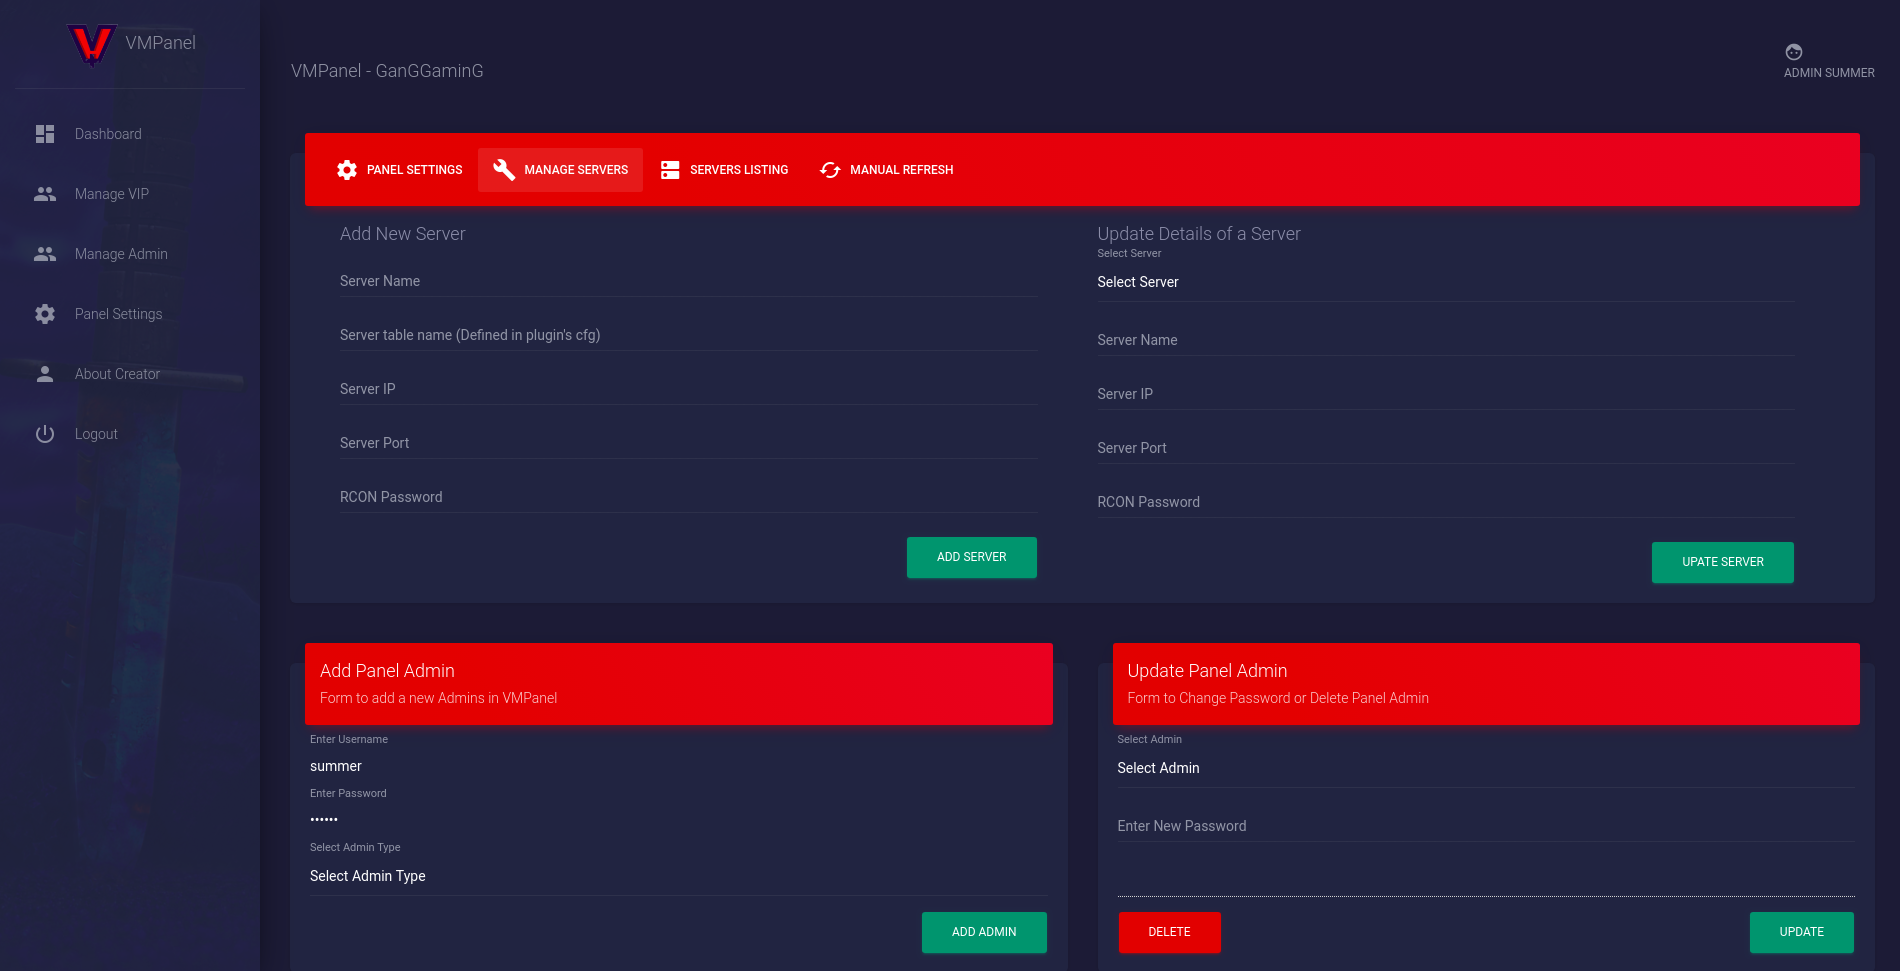 VMPanel
Dashboard
Manage VIP
Manage Admin
Panel Settings
About Creator
Logout
VMPanel - GanGGaminG
ADMIN SUMMER
PANEL SETTINGS
MANAGE SERVERS
SERVERS LISTING
MANUAL REFRESH
Add New Server
Server Name
Server table name (Defined in plugin's cfg)
Server IP
Server Port
RCON Password
ADD SERVER
Update Details of a Server
Select Server
Select Server
Server Name
Server IP
Server Port
RCON Password
UPATE SERVER
Add Panel Admin
Form to add a new Admins in VMPanel
Enter Username
summer
Enter Password
••••••
Select Admin Type
Select Admin Type
ADD ADMIN
Update Panel Admin
Form to Change Password or Delete Panel Admin
Select Admin
Select Admin
Enter New Password
DELETE
UPDATE